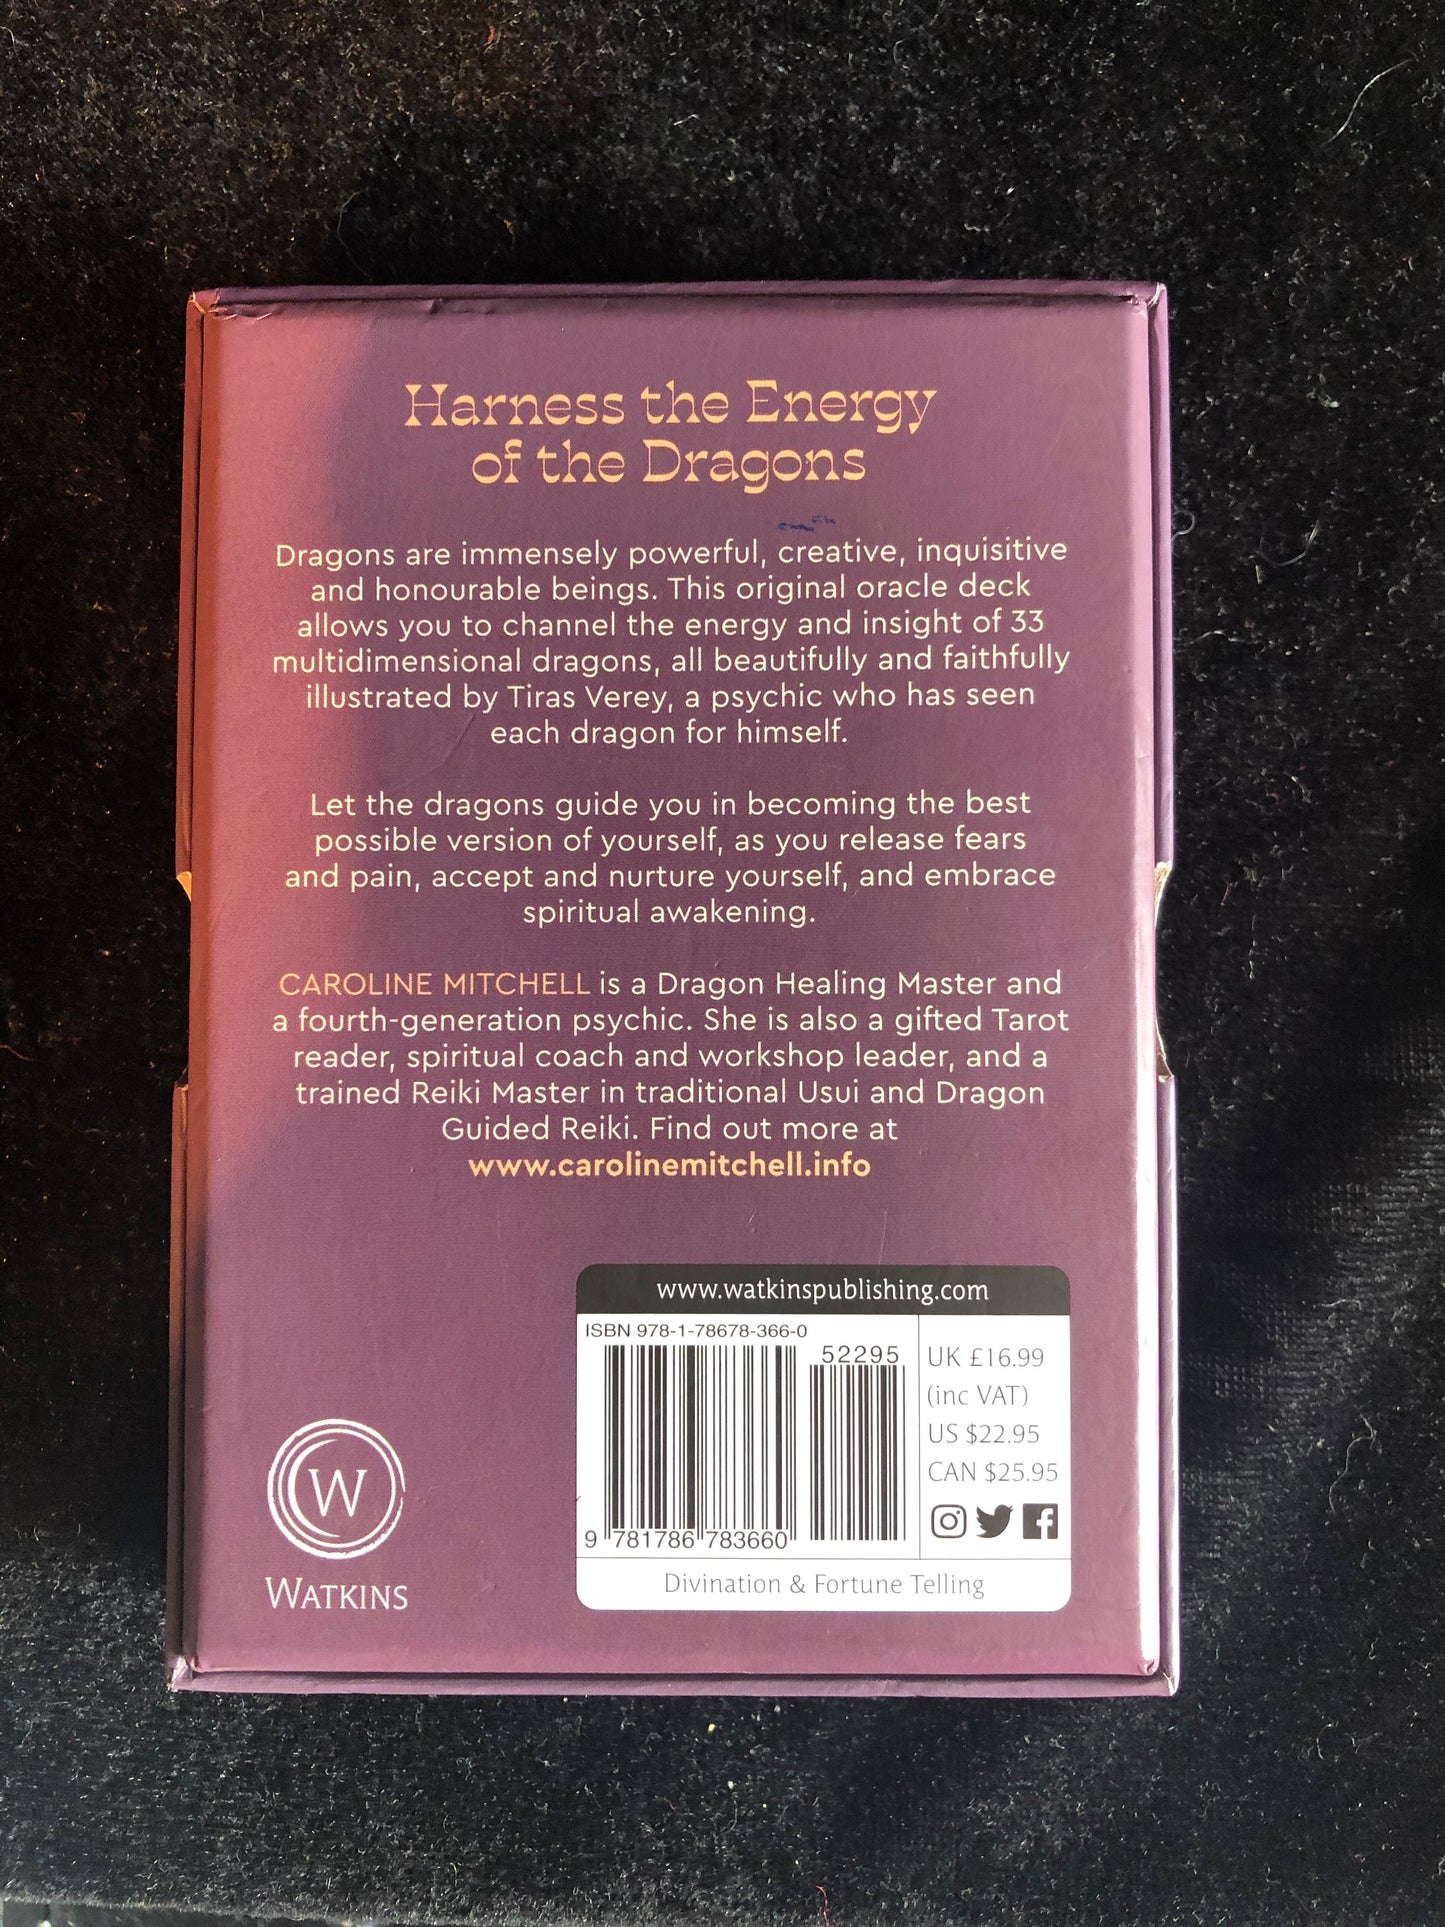 Harness the Energy
of the Dragons
Dragons are immensely powerful, creative, inquisitive
and honourable beings. This original oracle deck
allows you to channel the energy and insight of 33
multidimensional dragons, all beautifully and faithfully
illustrated by Tiras Verey, a psychic who has seen
each dragon for himself.
Let the dragons guide you in becoming the best
possible version of yourself, as you release fears
and pain, accept and nurture yourself, and embrace
spiritual awakening.
CAROLINE MITCHELL is a Dragon Healing Master and
a fourth-generation psychic. She is also a gifted Tarot
reader, spiritual coach and workshop leader, and a
trained Reiki Master in traditional Usui and Dragon
Guided Reiki. Find out more at
www.carolinemitchell.info
www.watkinspublishing.com
ISBN 978-1-78678-366-0
52295
9 781786 783660
UK £16.99
(inc VAT)
US $22.95
CAN $25.95
Divination & Fortune Telling
W
WATKINS